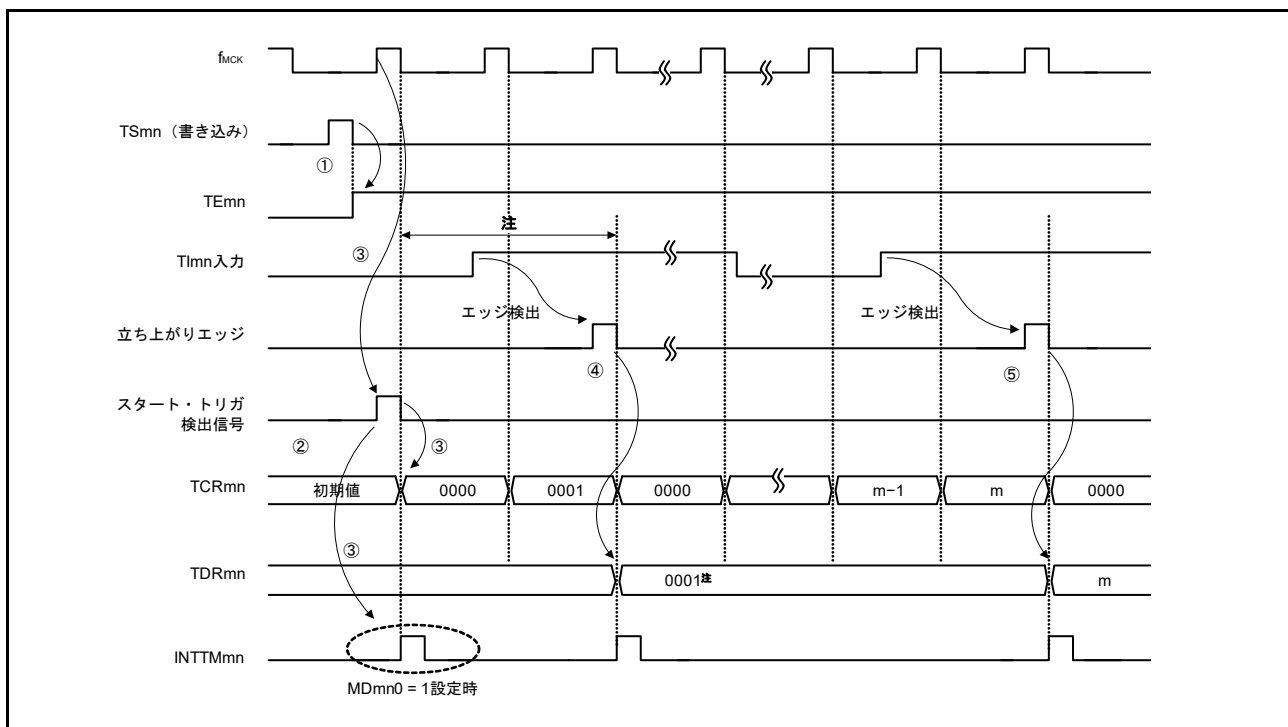 fMCK
TSmn（書き込み）
①
TEmn
注
③
TImn入力
エッジ検出
エッジ検出
立ち上がりエッジ
④
⑤
スタート・トリガ
検出信号
②
③
TCRmn
初期値
0000
0001
0000
m−1
m
0000
③
TDRmn
0001注
m
INTTMmn
MDmn0 = 1設定時